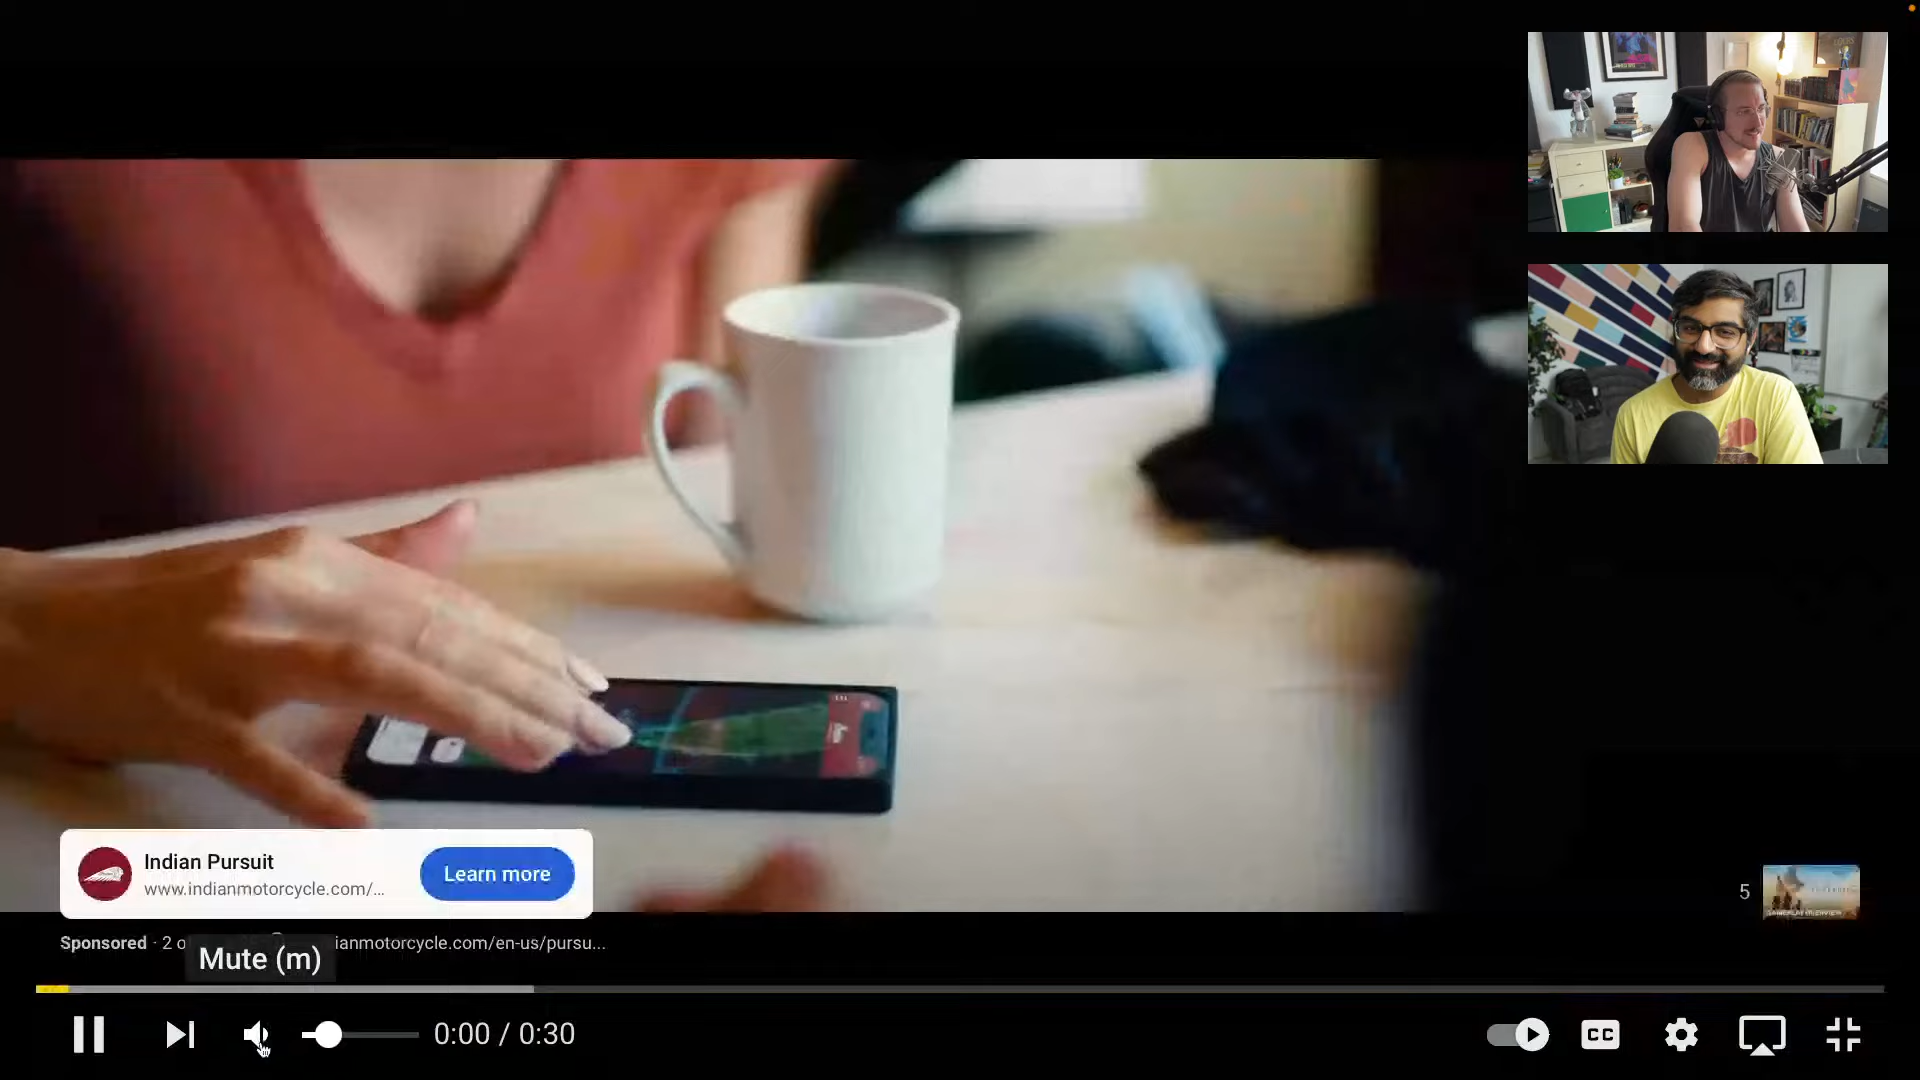 Indian Pursuit
www.indianmotorcycle.com/...
Learn more
5
Sponsored · 2 o
ianmotorcycle.com/en-us/pursu...
Mute (m)
0:00 / 0:30
CC